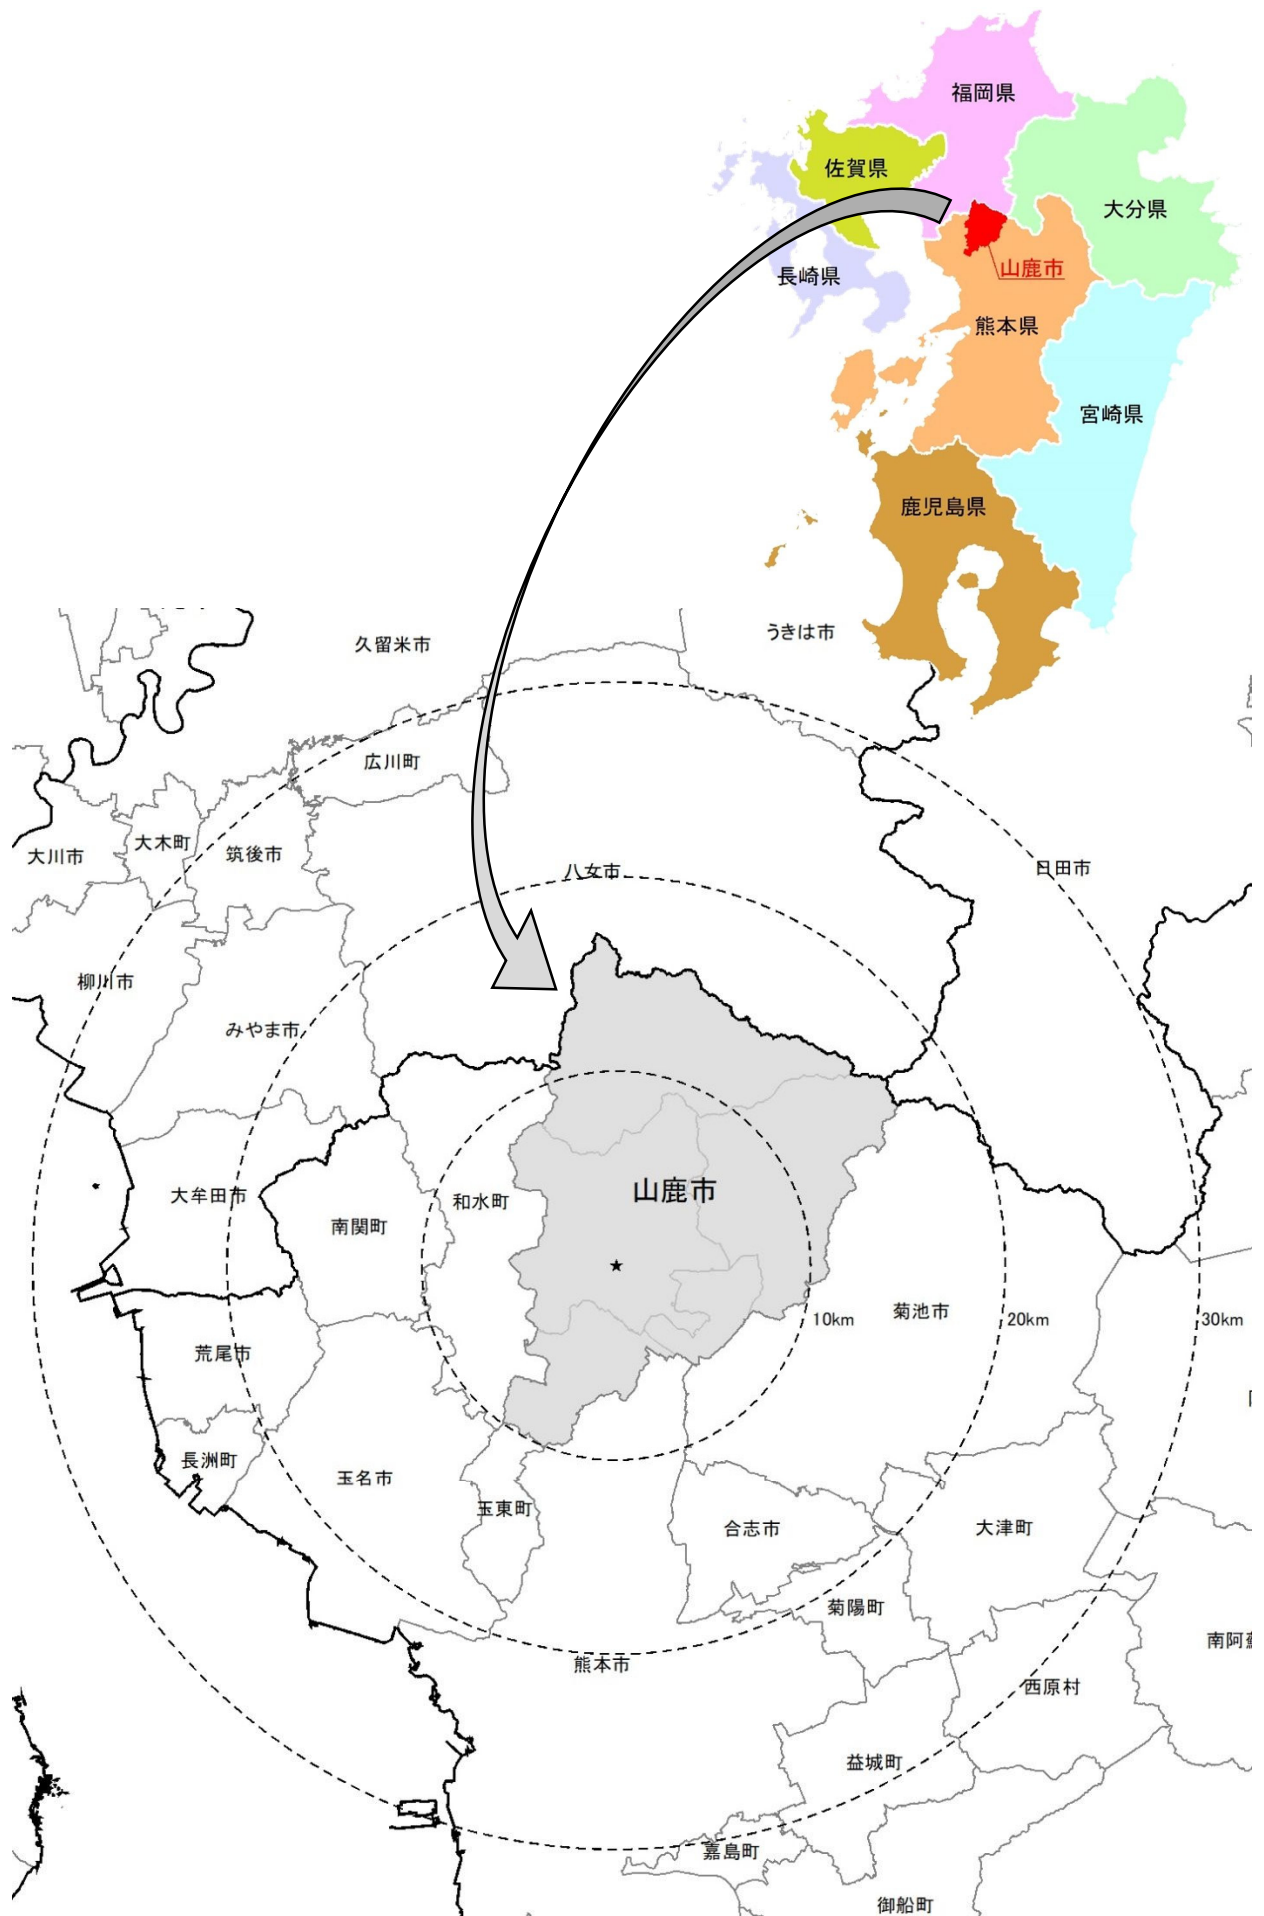 福岡県
佐賀県
大分県
山鹿市
長崎県
熊本県
宮崎県
鹿児島県
うきは市
久留米市
広川町
大木町
大川市
筑後市
八女市
日田市
柳川市
みやま市
山鹿市
大牟田市
和水町
南関町
菊池市
10km
20km
30km
荒尾市
長洲町
玉名市
玉東町
合志市
大津町
菊陽町
南阿
熊本市
西原村
益城町
嘉島町
御船町